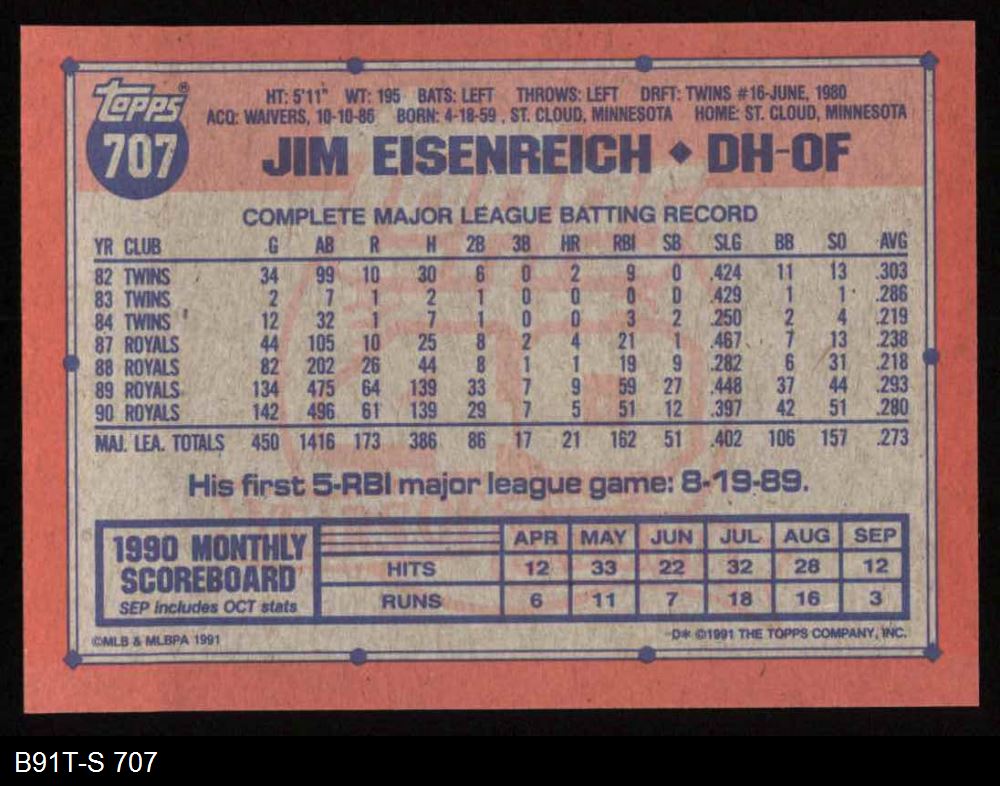 Topps®
707
HT: 5'11" WT: 195 BATS: LEFT THROWS: LEFT DRFT: TWINS #16-JUNE, 1980
ACQ: WAIVERS, 10-10-86 BORN: 4-18-59, ST. CLOUD, MINNESOTA HOME: ST. CLOUD, MINNESOTA
JIM EISENREICH ◆ DH-OF
COMPLETE MAJOR LEAGUE BATTING RECORD
YR CLUB G AB R H 2B 3B HR RBI SB SLG BB SO AVG
82 TWINS 34 99 10 30 6 0 2 9 0 .424 11 13 .303
83 TWINS 2 7 1 2 1 0 0 0 0 .429 1 1 .286
84 TWINS 12 32 1 7 1 0 0 3 2 .250 2 4 .219
87 ROYALS 44 105 10 25 8 2 4 21 1 .467 7 13 .238
88 ROYALS 82 202 26 44 8 1 1 19 9 .282 6 31 .218
89 ROYALS 134 475 64 139 33 7 9 59 27 .448 37 44 .293
90 ROYALS 142 496 61 139 29 7 5 51 12 .397 42 51 .280
MAJ. LEA. TOTALS 450 1416 173 386 86 17 21 162 51 .402 106 157 .273
His first 5-RBI major league game: 8-19-89.
1990 MONTHLY
SCOREBOARD
SEP includes OCT stats
APR MAY JUN JUL AUG SEP
HITS 12 33 22 32 28 12
RUNS 6 11 7 18 16 3
©MLB & MLBPA 1991
D* ©1991 THE TOPPS COMPANY, INC.
B91T-S 707